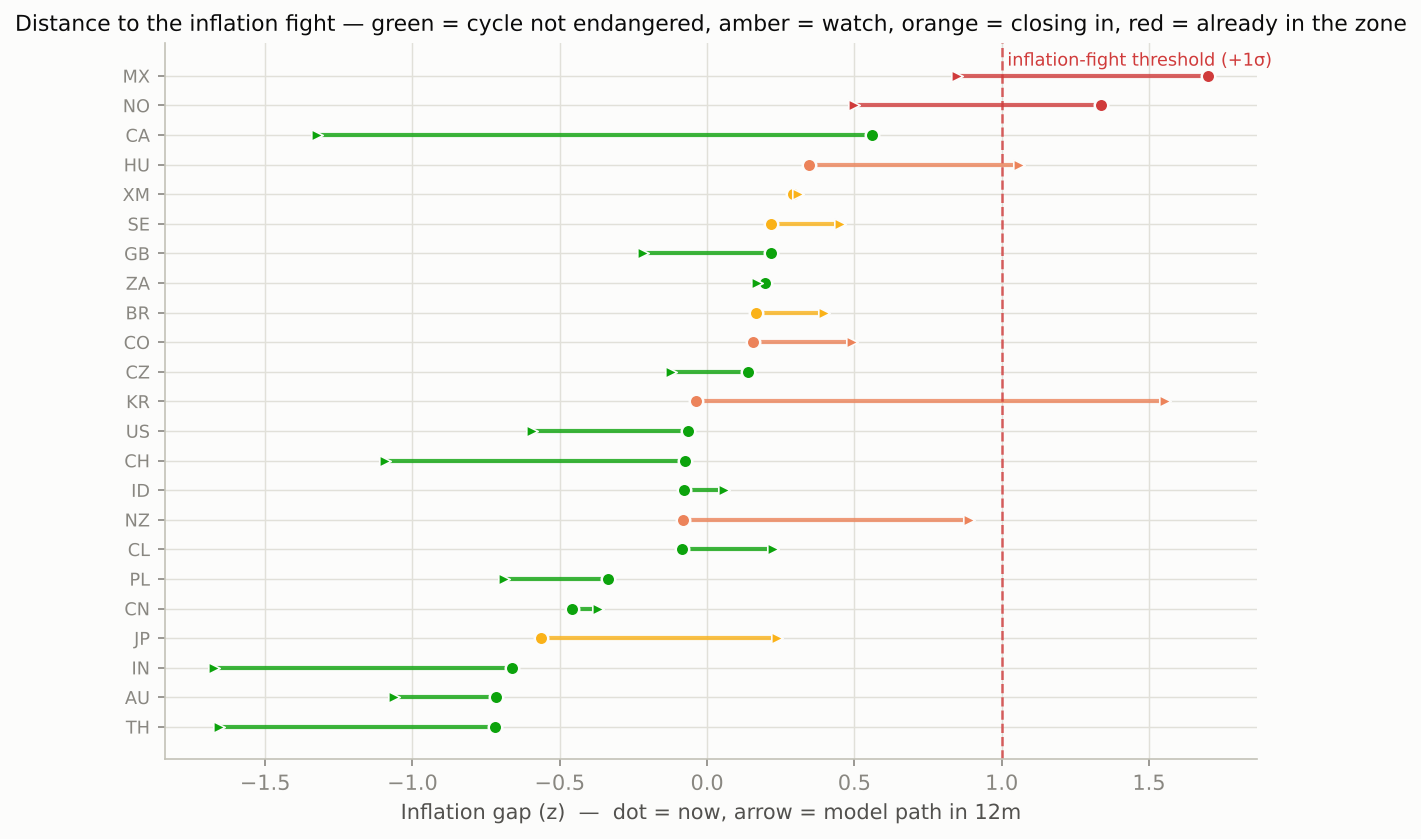 Distance to the inflation fight — green = cycle not endangered, amber = watch, orange = closing in, red = already in the zone
inflation-fight threshold (+1σ)
MX
NO
CA
HU
XM
SE
GB
ZA
BR
CO
CZ
KR
US
CH
ID
NZ
CL
PL
CN
JP
IN
AU
TH
−1.5 −1.0 −0.5 0.0 0.5 1.0 1.5
Inflation gap (z) — dot = now, arrow = model path in 12m